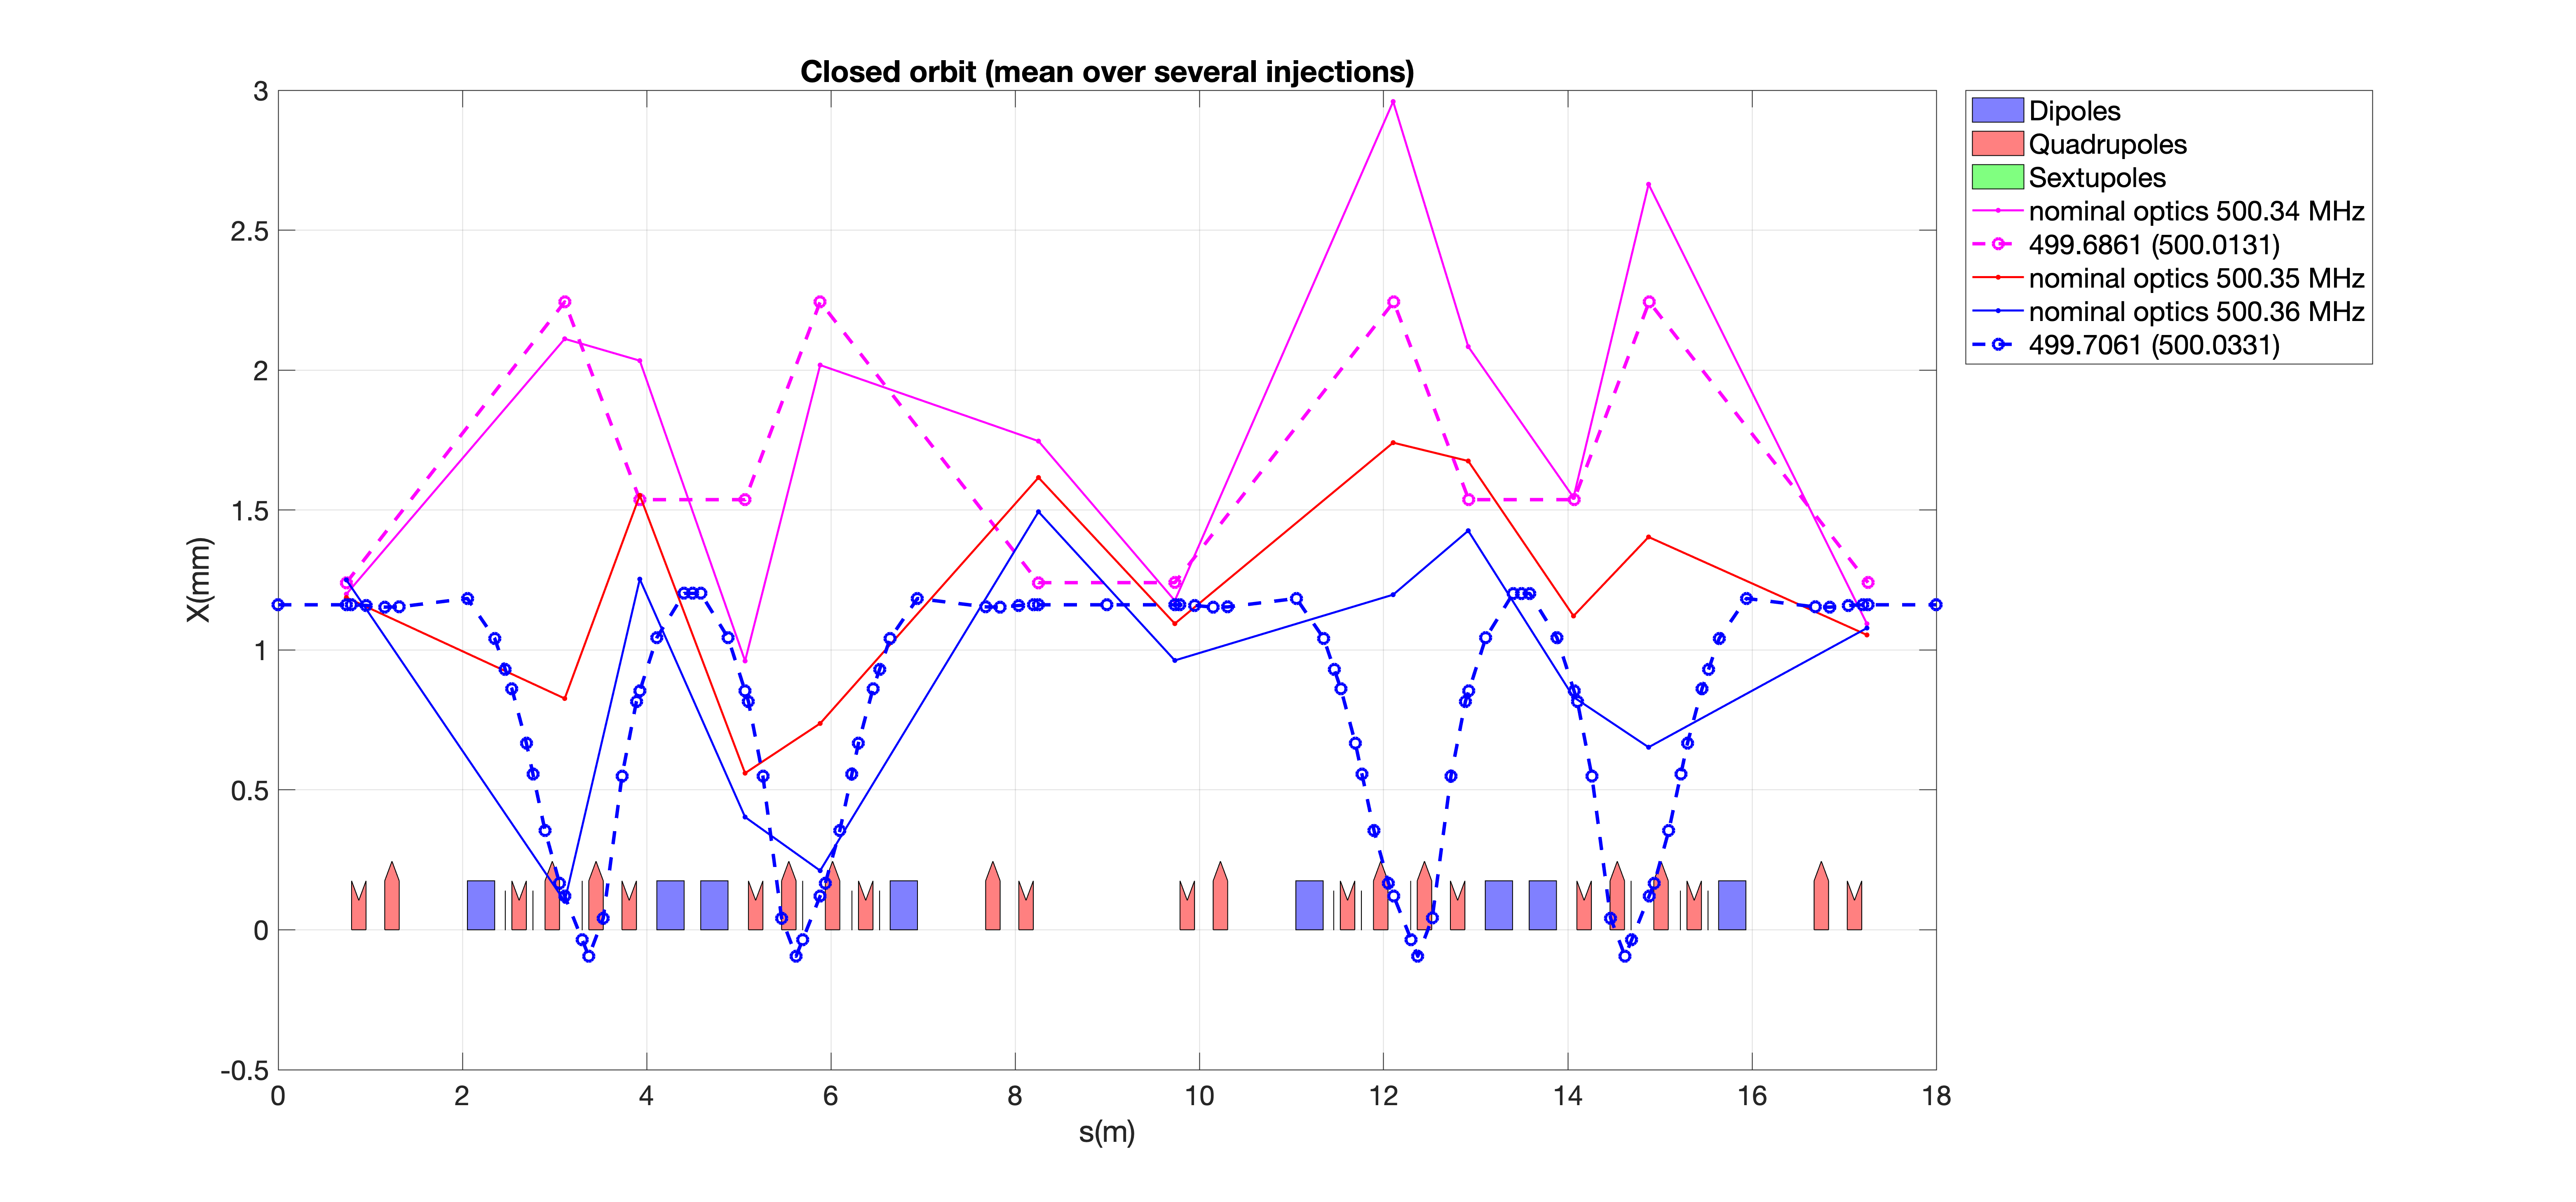 Closed orbit (mean over several injections)
3
2.5
2
1.5
1
0.5
0
-0.5
X(mm)
0 2 4 6 8 10 12 14 16 18
s(m)
Dipoles
Quadrupoles
Sextupoles
nominal optics 500.34 MHz
499.6861 (500.0131)
nominal optics 500.35 MHz
nominal optics 500.36 MHz
499.7061 (500.0331)